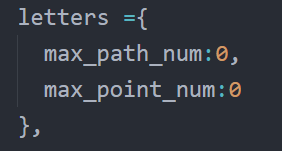 letters ={
max_path_num:0,
max_point_num:0
},